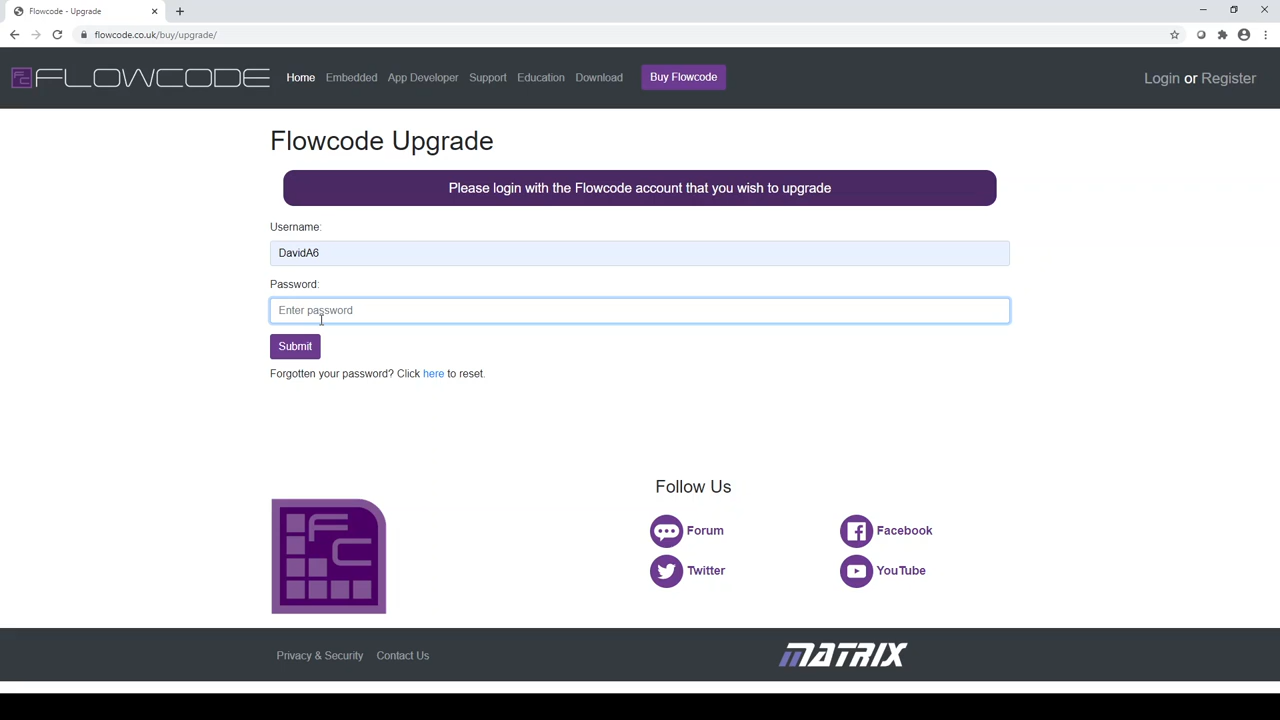 Flowcode - Upgrade
flowcode.co.uk/buy/upgrade/
FLOWCODE Home Embedded App Developer Support Education Download Buy Flowcode Login or Register
Flowcode Upgrade
Please login with the Flowcode account that you wish to upgrade
Username:
DavidA6
Password:
Enter password
Submit
Forgotten your password? Click here to reset.
Follow Us
FC
Forum
Facebook
Twitter
YouTube
Privacy & Security Contact Us
MATRIX